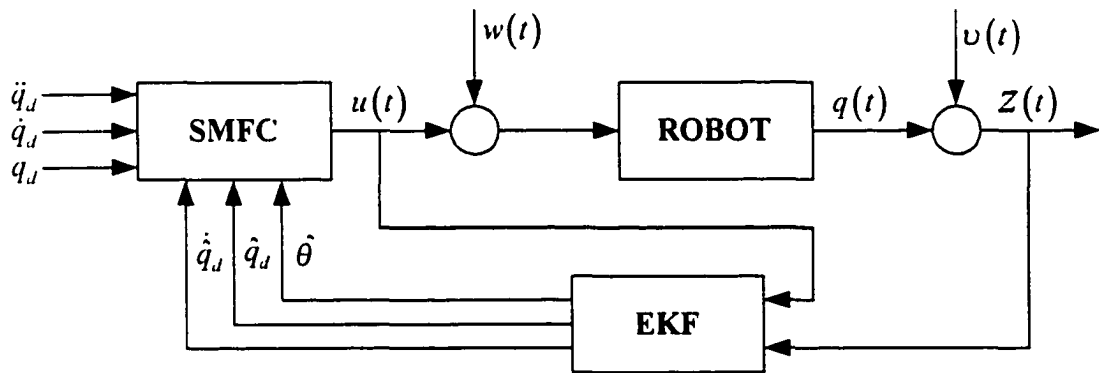 w(t)
υ(t)
q̈_d
q̇_d
q_d
SMFC
u(t)
ROBOT
q(t)
Z(t)
q̂̇_d
q̂_d
θ̂
EKF